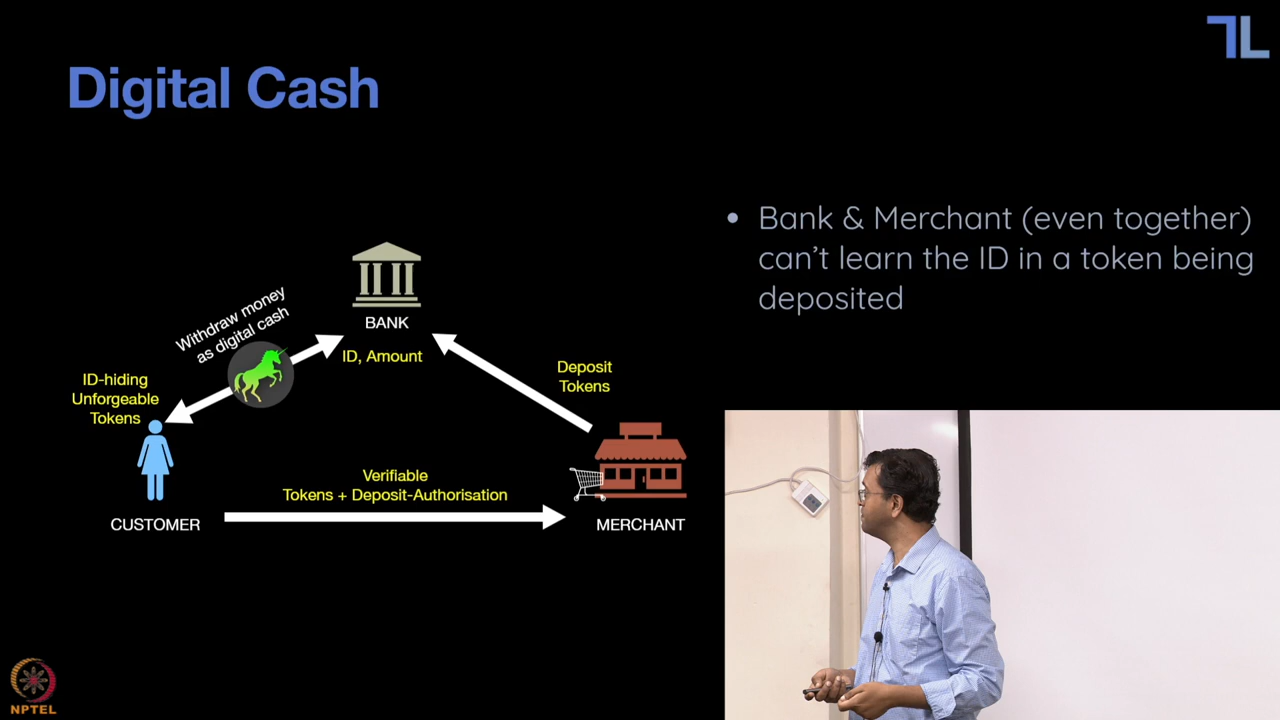 TL
Digital Cash
Bank & Merchant (even together)
can't learn the ID in a token being
deposited
Withdraw money
as digital cash
BANK
ID, Amount
ID-hiding
Unforgeable
Tokens
Deposit
Tokens
Verifiable
Tokens + Deposit-Authorisation
CUSTOMER
MERCHANT
NPTEL